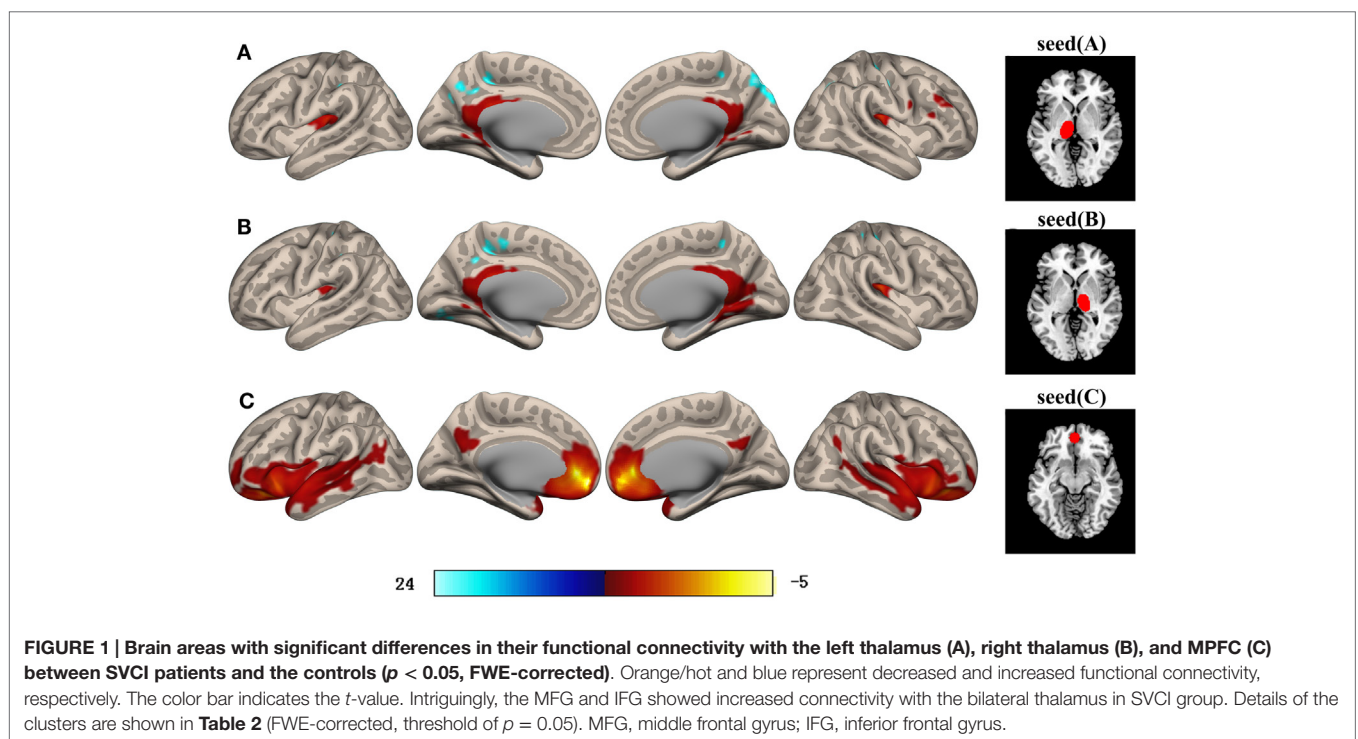 A
seed(A)
B
seed(B)
C
seed(C)
24
-5
FIGURE 1 | Brain areas with significant differences in their functional connectivity with the left thalamus (A), right thalamus (B), and MPFC (C)
between SVCI patients and the controls (p < 0.05, FWE-corrected). Orange/hot and blue represent decreased and increased functional connectivity,
respectively. The color bar indicates the t-value. Intriguingly, the MFG and IFG showed increased connectivity with the bilateral thalamus in SVCI group. Details of the
clusters are shown in Table 2 (FWE-corrected, threshold of p = 0.05). MFG, middle frontal gyrus; IFG, inferior frontal gyrus.